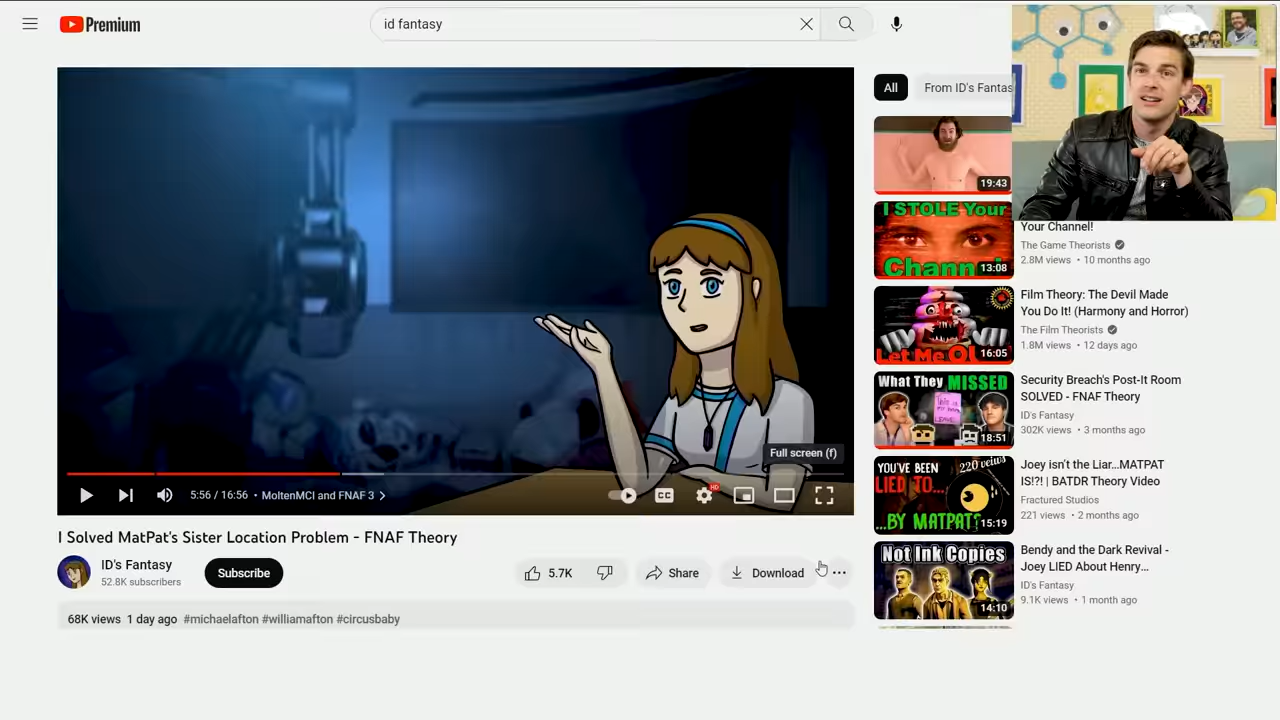 Premium
id fantasy
Full screen (f)
5:56 / 16:56 • MoltenMCI and FNAF 3
CC
HD
I Solved MatPat's Sister Location Problem - FNAF Theory
ID's Fantasy
52.8K subscribers
Subscribe
5.7K
Share
Download
68K views 1 day ago #michaelafton #williamafton #circusbaby
All
From ID's Fantas
19:43
I STOLE Your
Chann
13:08
Your Channel!
The Game Theorists
2.8M views • 10 months ago
Let Me OU
16:05
Film Theory: The Devil Made
You Do It! (Harmony and Horror)
The Film Theorists
1.8M views • 12 days ago
What They MISSED
18:51
Security Breach's Post-It Room
SOLVED - FNAF Theory
ID's Fantasy
302K views • 3 months ago
YOU'VE BEEN
LIED TO...
220 veiws
...BY MATPAT?
15:19
Joey isn't the Liar...MATPAT
IS!?! | BATDR Theory Video
Fractured Studios
221 views • 2 months ago
Not Ink Copies
14:10
Bendy and the Dark Revival -
Joey LIED About Henry...
ID's Fantasy
9.1K views • 1 month ago